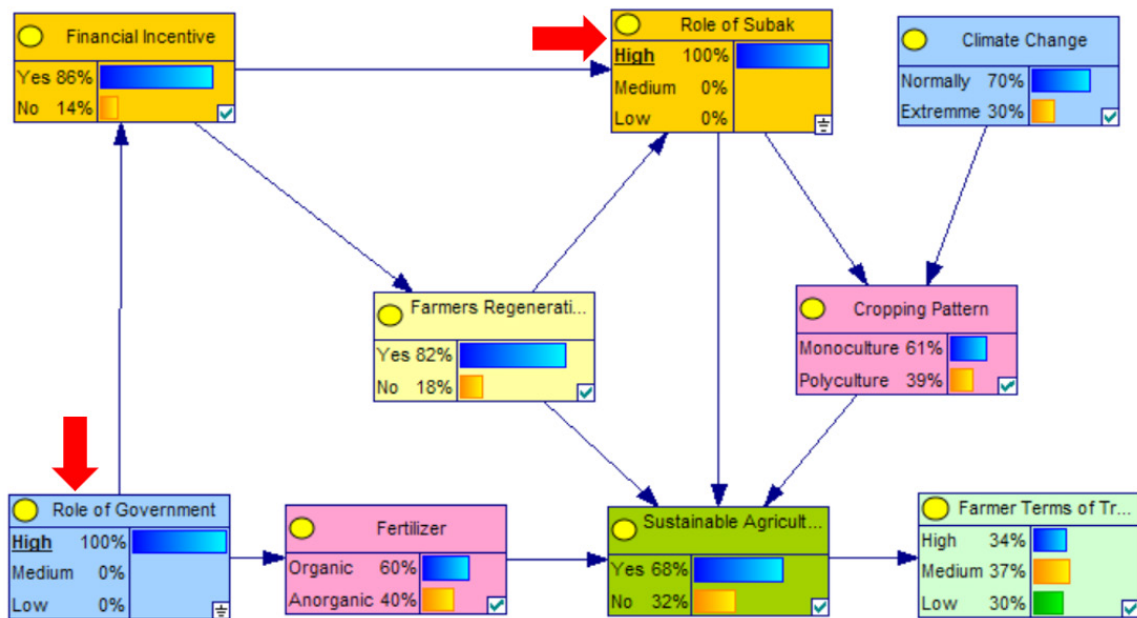 Financial Incentive
Yes 86%
No 14%
Role of Subak
High 100%
Medium 0%
Low 0%
Climate Change
Normally 70%
Extremme 30%
Farmers Regenerati...
Yes 82%
No 18%
Cropping Pattern
Monoculture 61%
Polyculture 39%
Role of Government
High 100%
Medium 0%
Low 0%
Fertilizer
Organic 60%
Anorganic 40%
Sustainable Agricult...
Yes 68%
No 32%
Farmer Terms of Tr...
High 34%
Medium 37%
Low 30%